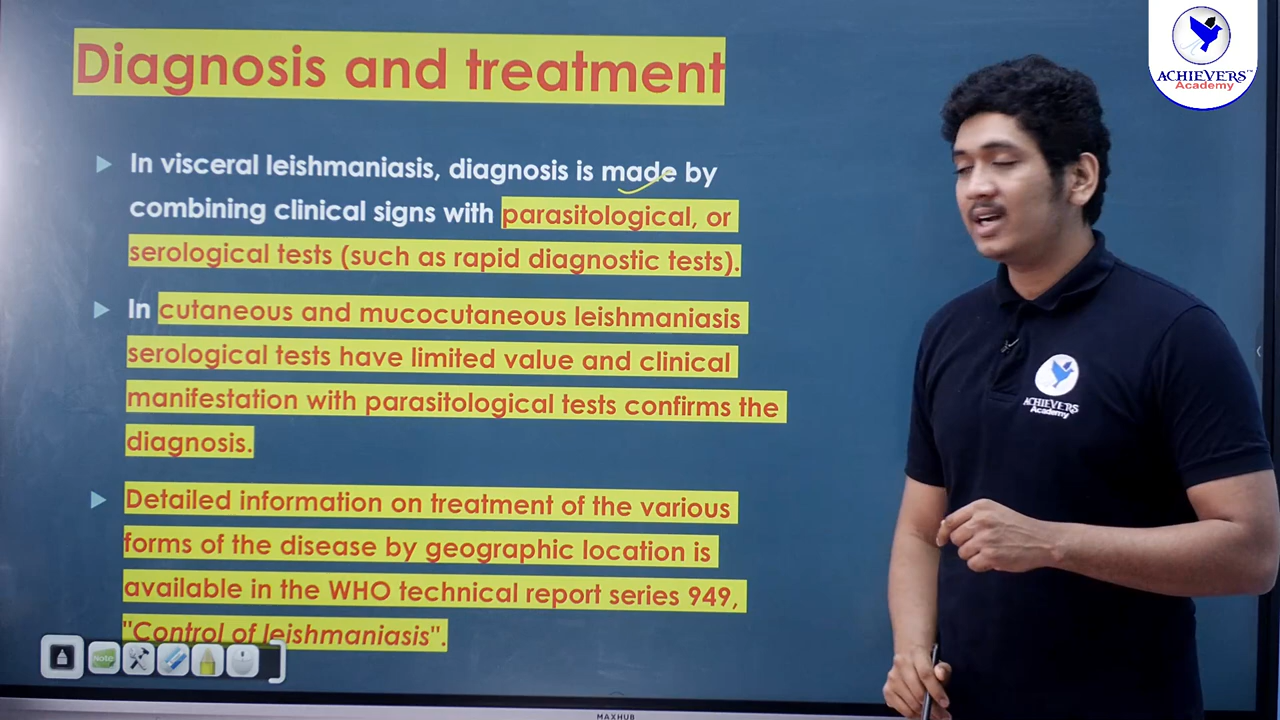 Diagnosis and treatment
In visceral leishmaniasis, diagnosis is made by
combining clinical signs with parasitological, or
serological tests (such as rapid diagnostic tests).
In cutaneous and mucocutaneous leishmaniasis
serological tests have limited value and clinical
manifestation with parasitological tests confirms the
diagnosis.
Detailed information on treatment of the various
forms of the disease by geographic location is
available in the WHO technical report series 949,
"Control of leishmaniasis".
Note
MAXHUB
ACHIEVERS™
Academy
ACHIEVERS
Academy